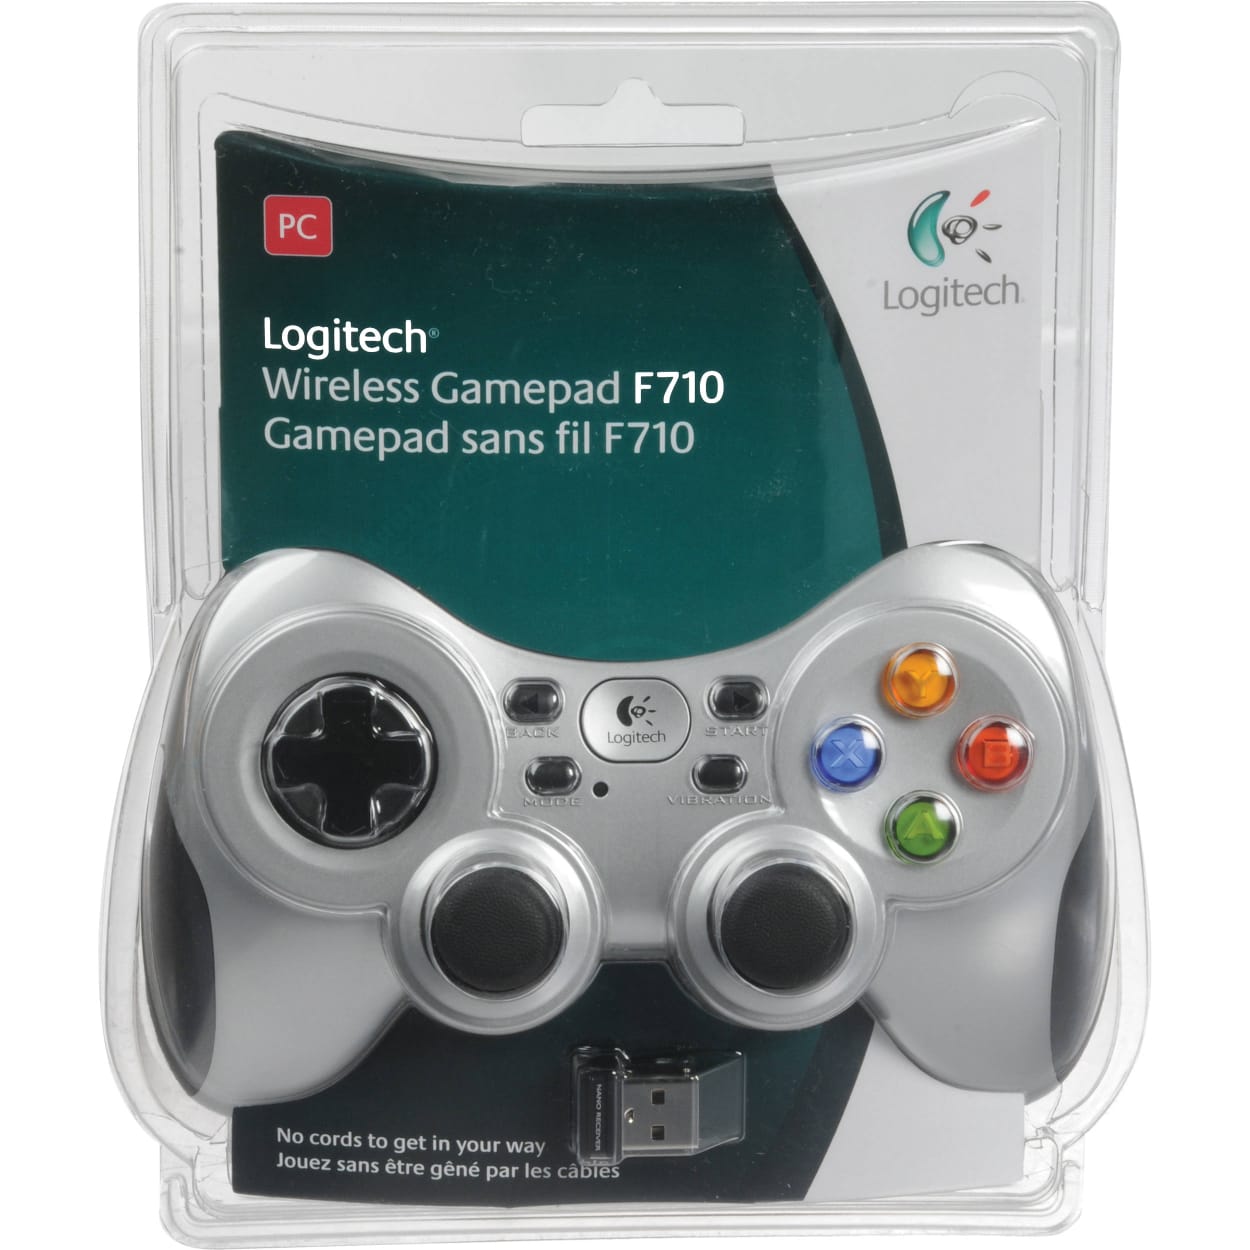 PC
Logitech
Logitech®
Wireless Gamepad F710
Gamepad sans fil F710
BACK
Logitech
START
MODE
VIBRATION
Y
X
B
A
NANO RECEIVER
No cords to get in your way
Jouez sans être gêné par les câbles